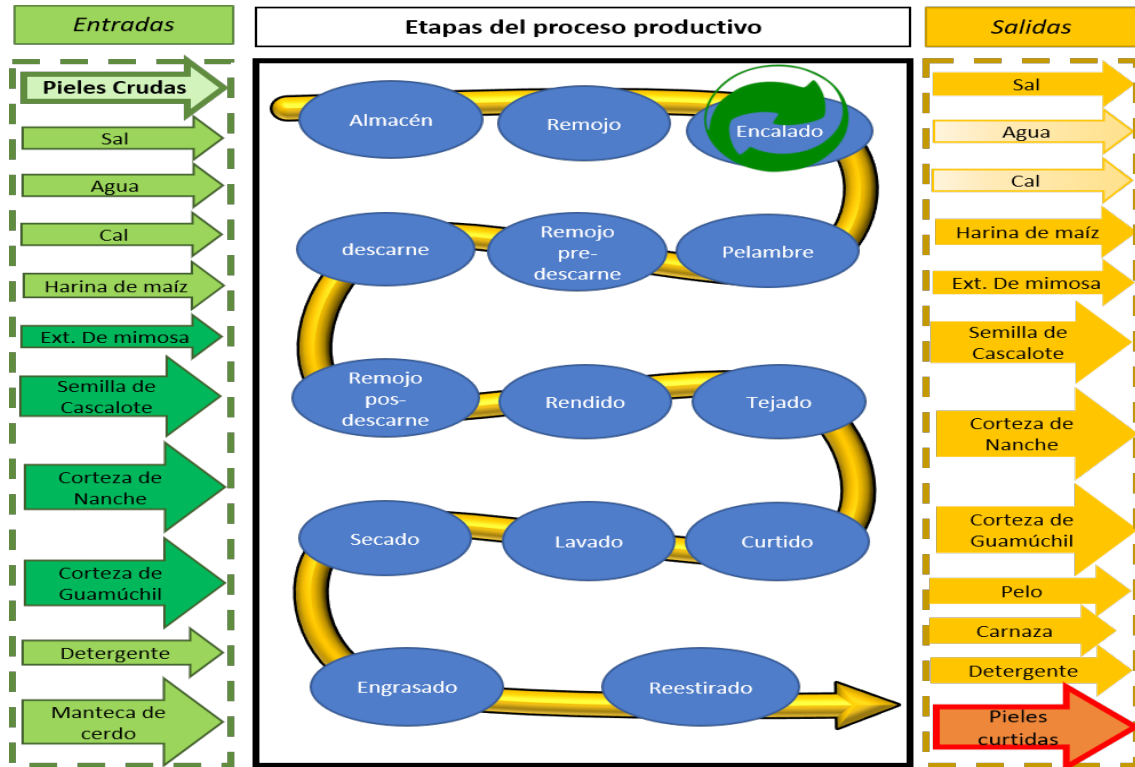 Entradas
Etapas del proceso productivo
Salidas
Pieles Crudas
Sal
Agua
Cal
Harina de maíz
Ext. De mimosa
Semilla de
Cascalote
Corteza de
Nanche
Corteza de
Guamúchil
Detergente
Manteca de
cerdo
Almacén
Remojo
Encalado
descarne
Remojo
pre-
descarne
Pelambre
Remojo
pos-
descarne
Rendido
Tejado
Secado
Lavado
Curtido
Engrasado
Reestirado
Sal
Agua
Cal
Harina de maíz
Ext. De mimosa
Semilla de
Cascalote
Corteza de
Nanche
Corteza de
Guamúchil
Pelo
Carnaza
Detergente
Pieles
curtidas